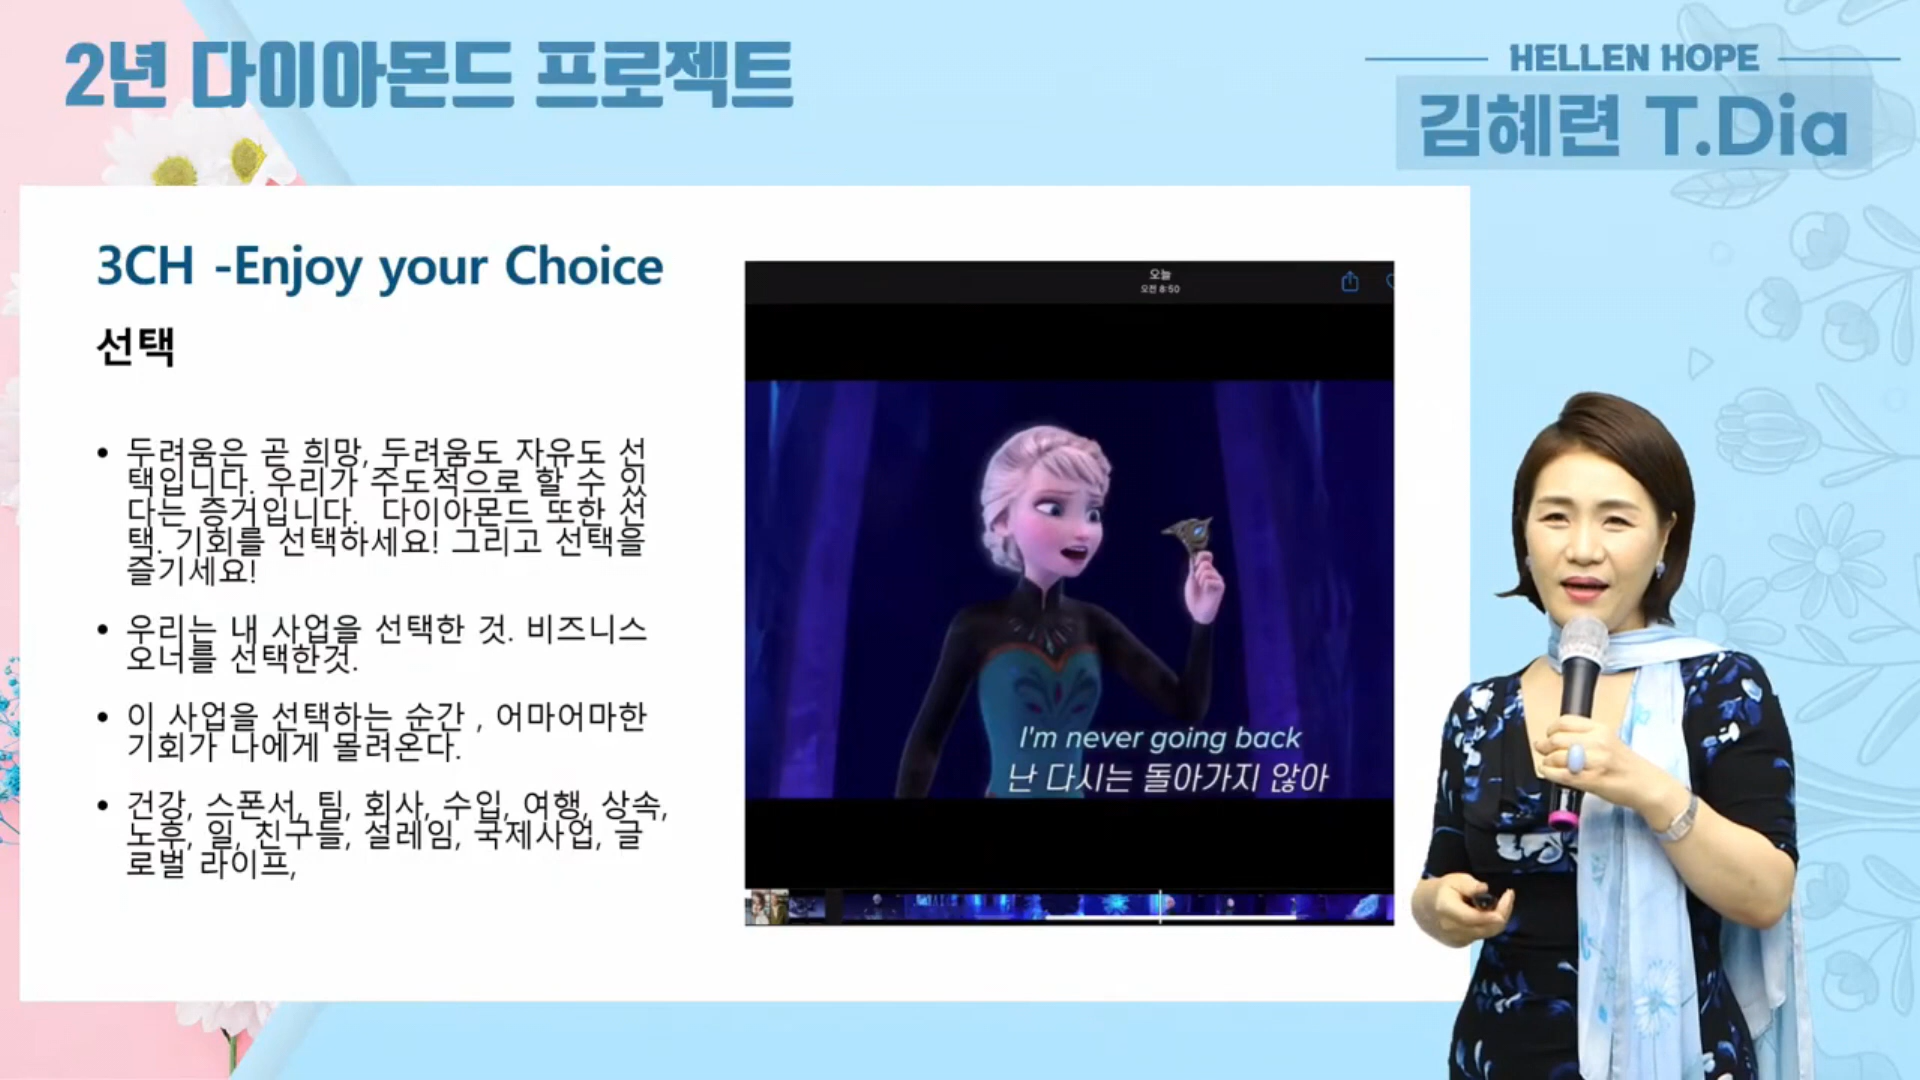 2년 다이아몬드 프로젝트
HELLEN HOPE
김혜련 T.Dia
3CH -Enjoy your Choice
선택
• 두려움은 곧 희망, 두려움도 자유도 선
택입니다. 우리가 주도적으로 할 수 있
다는 증거입니다. 다이아몬드 또한 선
택. 기회를 선택하세요! 그리고 선택을
즐기세요!
• 우리는 내 사업을 선택한 것. 비즈니스
오너를 선택한것.
• 이 사업을 선택하는 순간 , 어마어마한
기회가 나에게 몰려온다.
• 건강, 스폰서, 팀, 회사, 수입, 여행, 상속,
노후, 일, 친구들, 설레임, 국제사업, 글
로벌 라이프,
오늘
오전 8:50
I'm never going back
난 다시는 돌아가지 않아